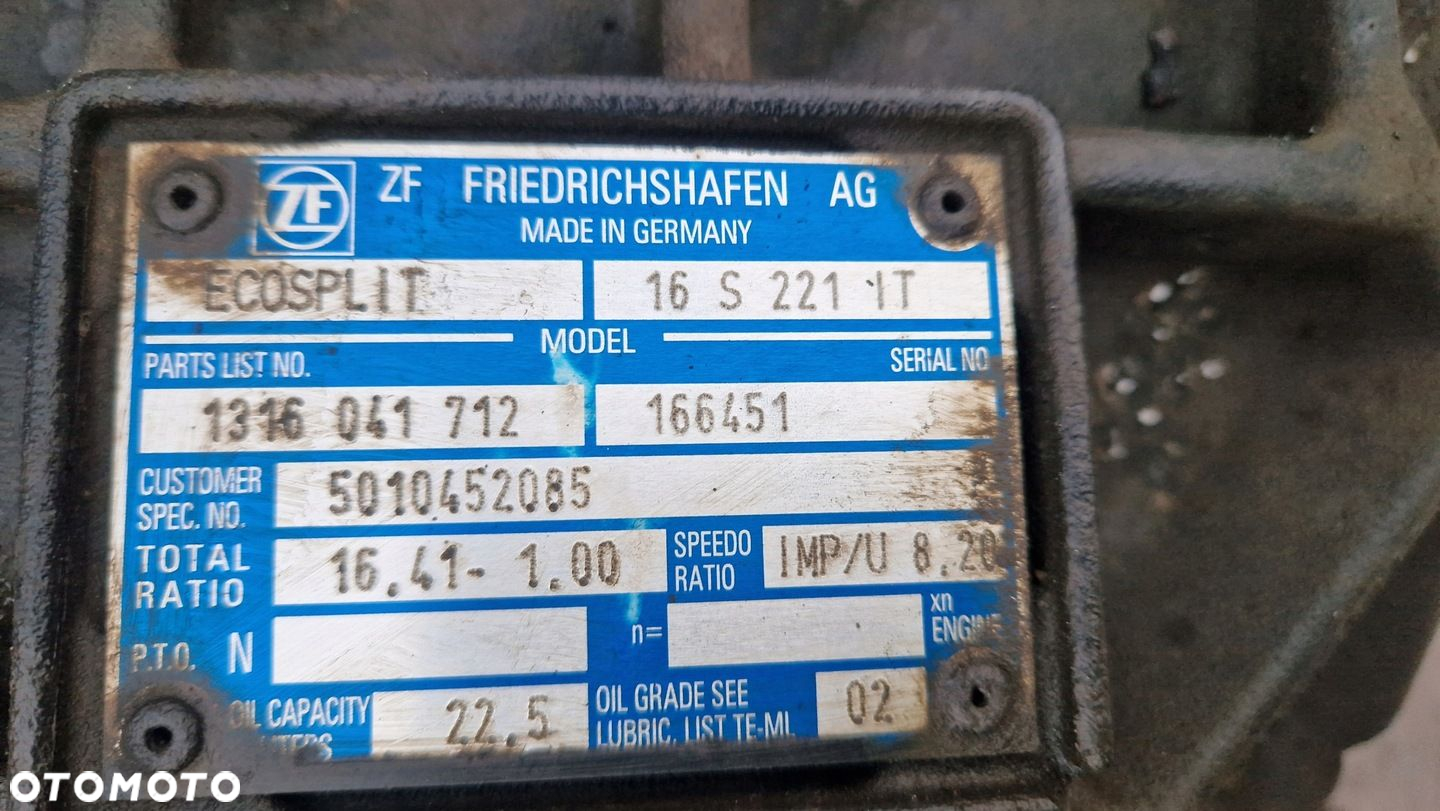 ZF ZF FRIEDRICHSHAFEN AG
MADE IN GERMANY
ECOSPLIT 16 S 221 IT
MODEL
PARTS LIST NO. SERIAL NO
1316 041 712 166451
CUSTOMER SPEC. NO. 5010452085
TOTAL RATIO 16.41- 1.00 SPEEDO RATIO IMP/U 8.20
P.T.O. N n= xn ENGINE
OIL CAPACITY LITERS 22.5 OIL GRADE SEE LUBRIC. LIST TE-ML 02
OTOMOTO